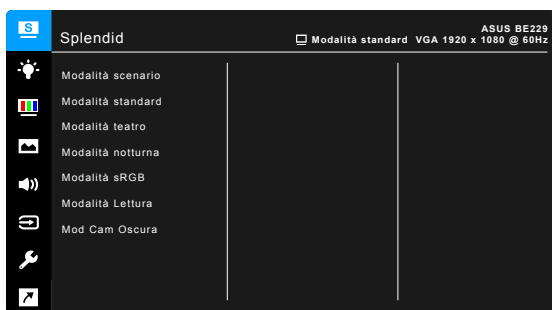 S
Splendid
ASUS BE229
Modalità standard VGA 1920 x 1080 @ 60Hz
Modalità scenario
Modalità standard
Modalità teatro
Modalità notturna
Modalità sRGB
Modalità Lettura
Mod Cam Oscura